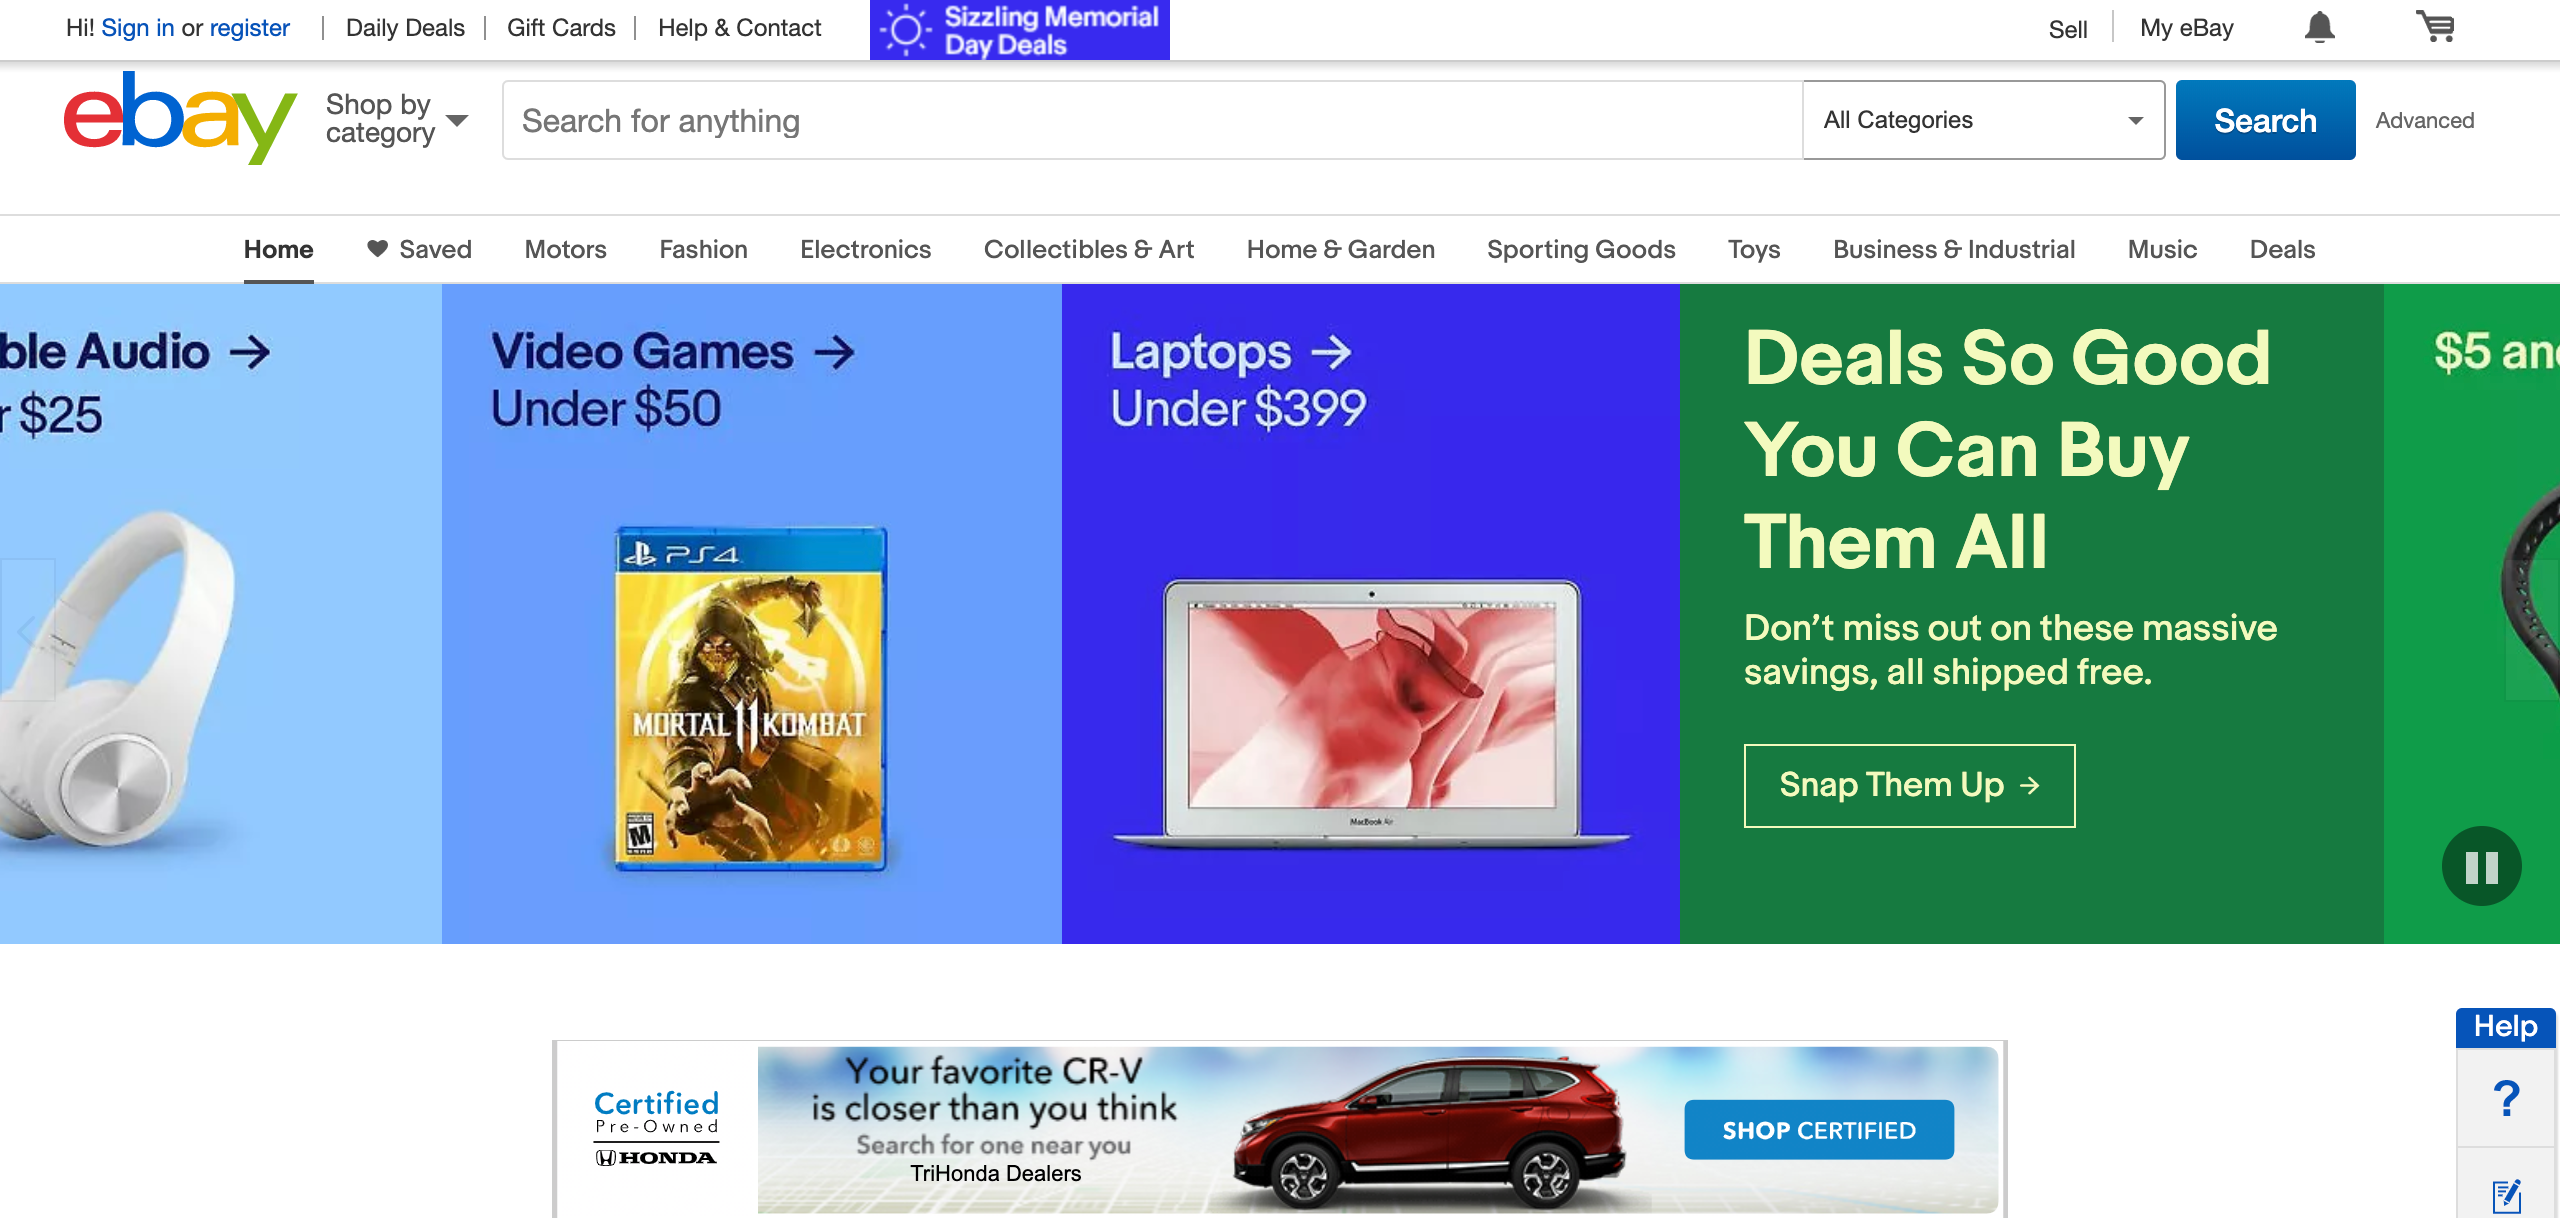 Hi! Sign in or register
Daily Deals
Gift Cards
Help & Contact
Sizzling Memorial
Day Deals
Sell
My eBay
ebay
Shop by
category
Search for anything
All Categories
Search
Advanced
Home
Saved
Motors
Fashion
Electronics
Collectibles & Art
Home & Garden
Sporting Goods
Toys
Business & Industrial
Music
Deals
ble Audio →
r $25
Video Games →
Under $50
PS4
MORTAL 11 KOMBAT
M
Laptops →
Under $399
MacBook Air
Deals So Good
You Can Buy
Them All
Don't miss out on these massive
savings, all shipped free.
Snap Them Up →
$5 an
Certified
Pre-Owned
HONDA
Your favorite CR-V
is closer than you think
Search for one near you
TriHonda Dealers
SHOP CERTIFIED
Help
?